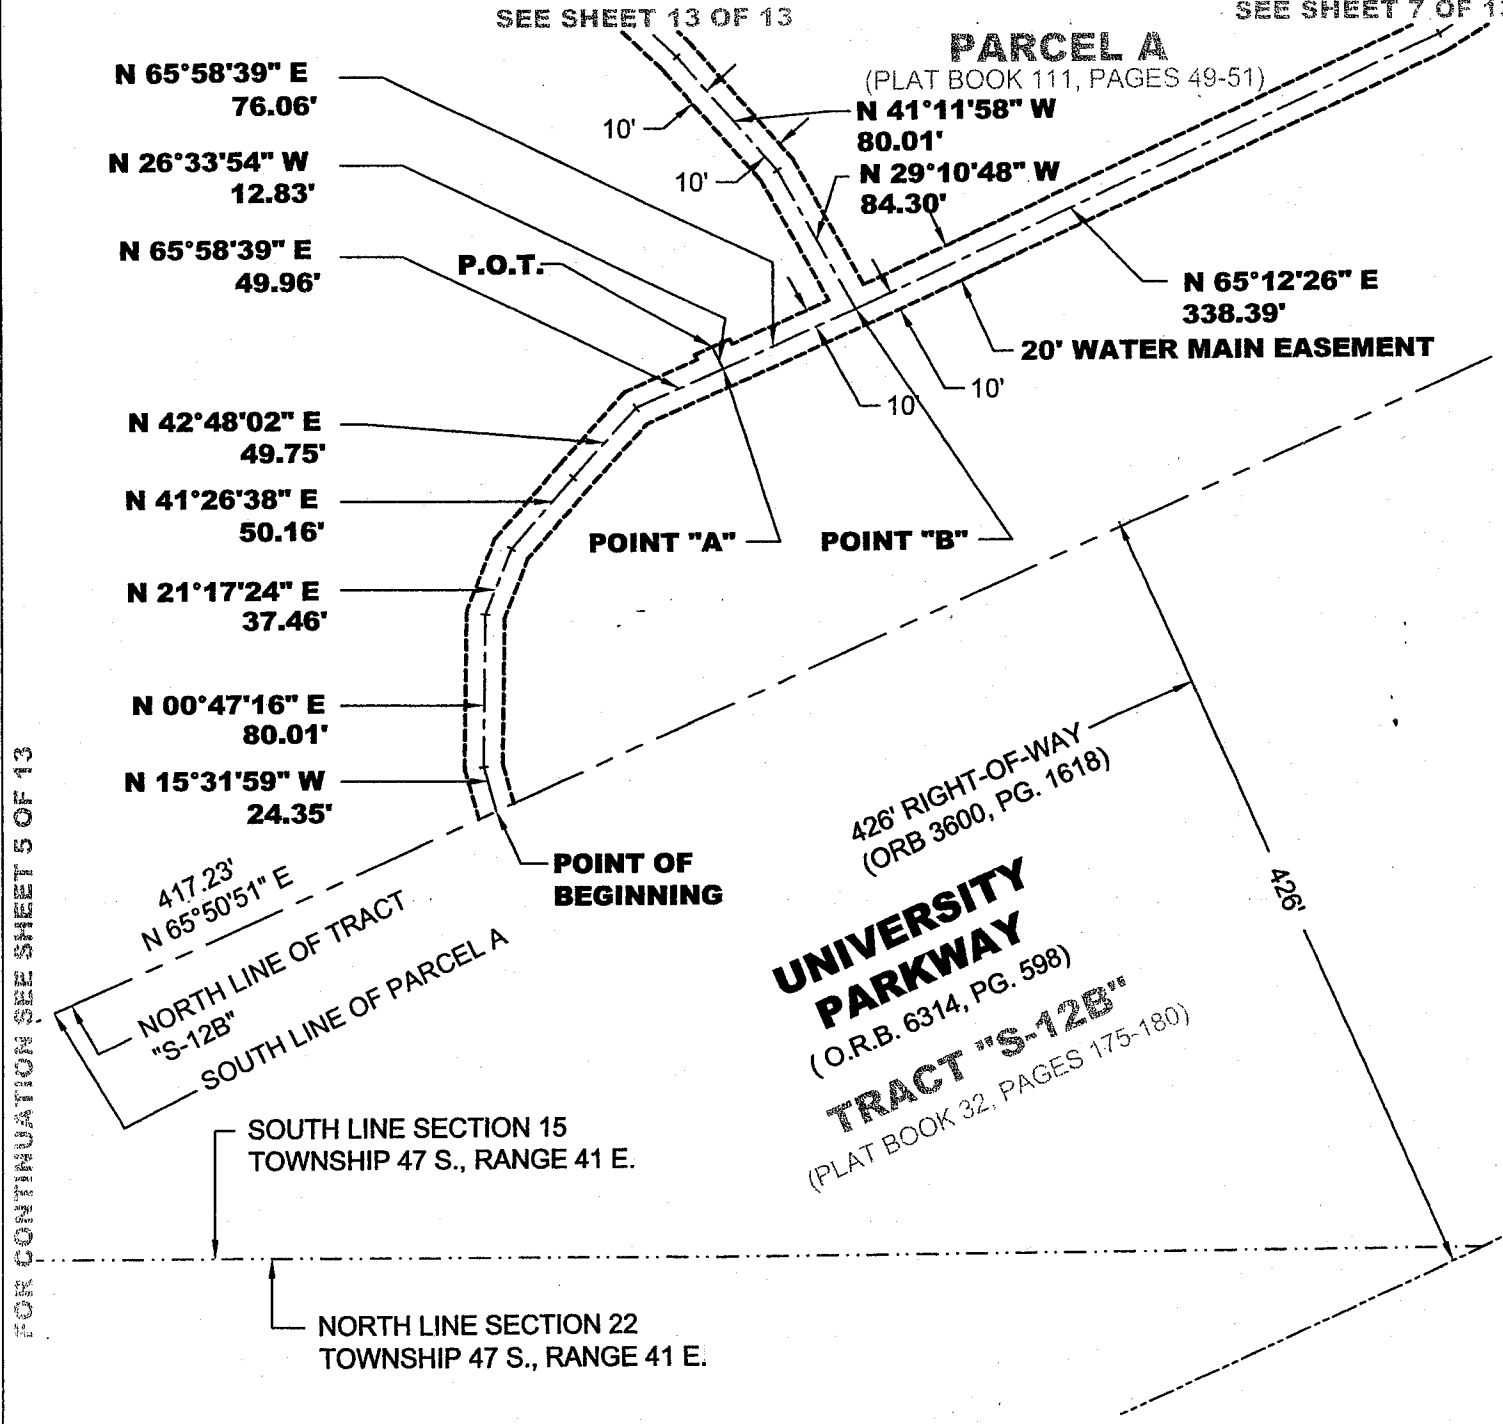 SEE SHEET 13 OF 13
SEE SHEET 7 OF 13
PARCEL A
(PLAT BOOK 111, PAGES 49-51)
N 65°58'39" E
76.06'
N 41°11'58" W
80.01'
10'
N 26°33'54" W
12.83'
10'
N 29°10'48" W
84.30'
N 65°58'39" E
49.96'
P.O.T.
N 65°12'26" E
338.39'
20' WATER MAIN EASEMENT
10'
10'
N 42°48'02" E
49.75'
N 41°26'38" E
50.16'
POINT "A"
POINT "B"
N 21°17'24" E
37.46'
N 00°47'16" E
80.01'
N 15°31'59" W
24.35'
POINT OF
BEGINNING
426' RIGHT-OF-WAY
(ORB 3600, PG. 1618)
426'
417.23'
N 65°50'51" E
NORTH LINE OF TRACT
"S-12B"
SOUTH LINE OF PARCEL A
UNIVERSITY
PARKWAY
( O.R.B. 6314, PG. 598)
TRACT "S-12B"
(PLAT BOOK 32, PAGES 175-180)
FOR CONTINUATION SEE SHEET 5 OF 13
SOUTH LINE SECTION 15
TOWNSHIP 47 S., RANGE 41 E.
NORTH LINE SECTION 22
TOWNSHIP 47 S., RANGE 41 E.